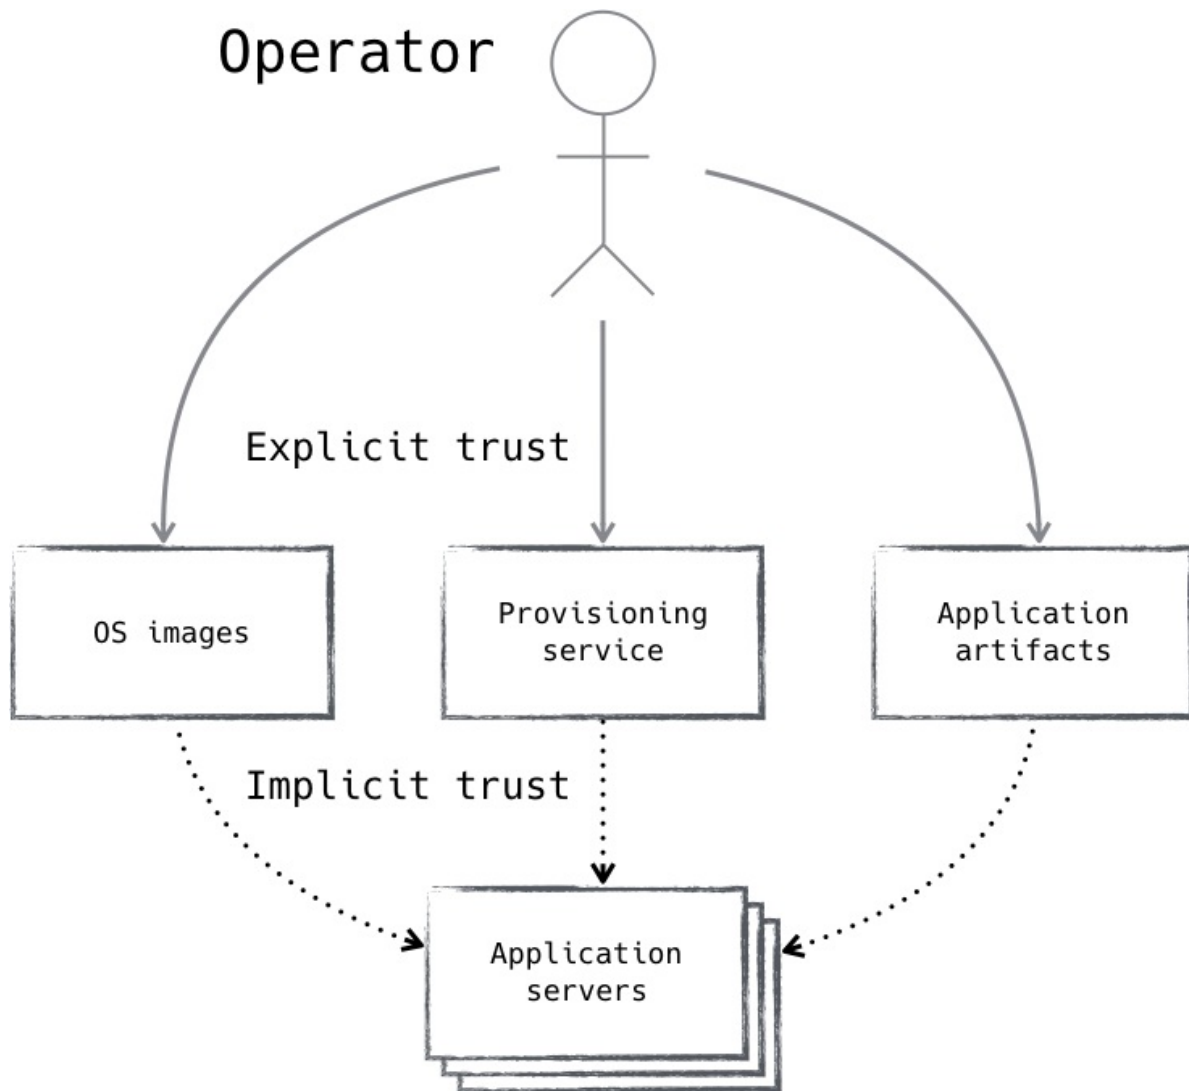 Operator
Explicit trust
OS images
Provisioning
service
Application
artifacts
Implicit trust
Application
servers